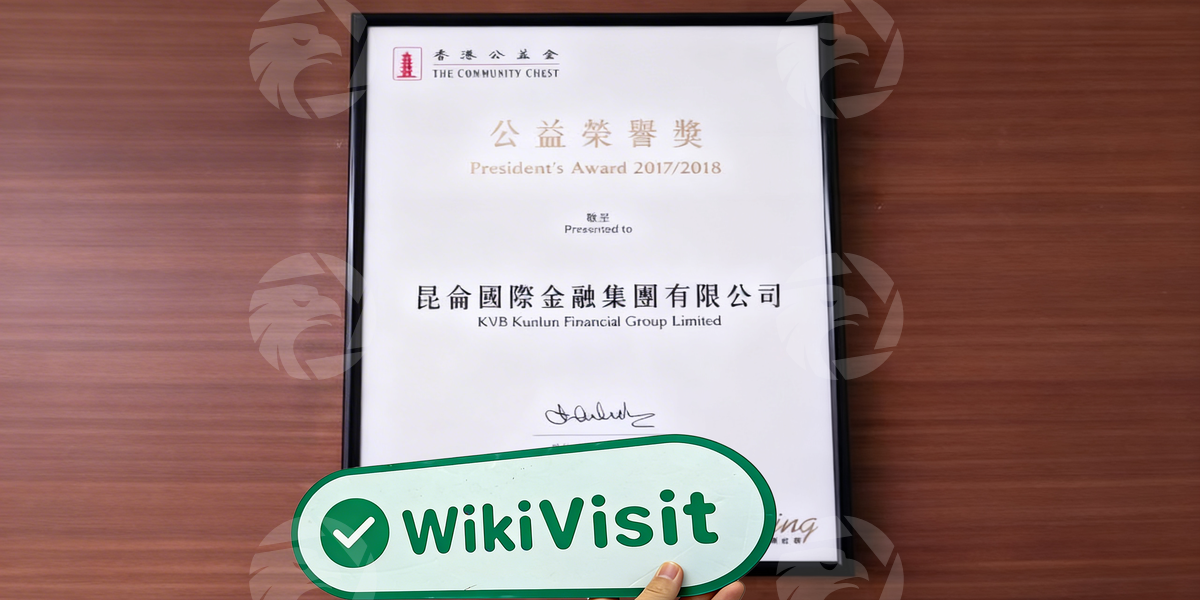 香港公益金
THE COMMUNITY CHEST
公益榮譽獎
President's Award 2017/2018
敬呈
Presented to
昆侖國際金融集團有限公司
KVB Kunlun Financial Group Limited
WikiVisit